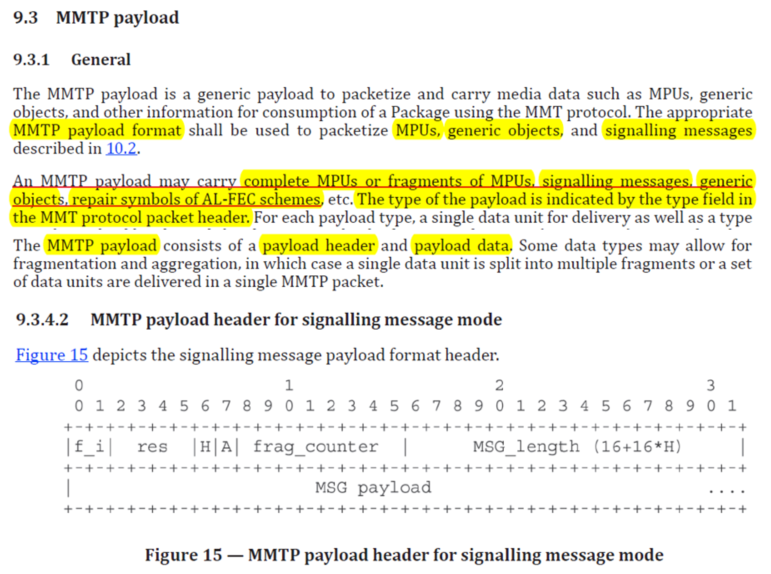 9.3 MMTP payload
9.3.1 General
The MMTP payload is a generic payload to packetize and carry media data such as MPUs, generic
objects, and other information for consumption of a Package using the MMT protocol. The appropriate
MMTP payload format shall be used to packetize MPUs, generic objects, and signalling messages
described in 10.2.
An MMTP payload may carry complete MPUs or fragments of MPUs, signalling messages, generic
objects, repair symbols of AL-FEC schemes, etc. The type of the payload is indicated by the type field in
the MMT protocol packet header. For each payload type, a single data unit for delivery as well as a type
The MMTP payload consists of a payload header and payload data. Some data types may allow for
fragmentation and aggregation, in which case a single data unit is split into multiple fragments or a set
of data units are delivered in a single MMTP packet.
9.3.4.2 MMTP payload header for signalling message mode
Figure 15 depicts the signalling message payload format header.
0 1 2 3
0 1 2 3 4 5 6 7 8 9 0 1 2 3 4 5 6 7 8 9 0 1 2 3 4 5 6 7 8 9 0 1
+-+-+-+-+-+-+-+-+-+-+-+-+-+-+-+-+-+-+-+-+-+-+-+-+-+-+-+-+-+-+-+-+
|f_i| res |H|A| frag_counter | MSG_length (16+16*H) |
+-+-+-+-+-+-+-+-+-+-+-+-+-+-+-+-+-+-+-+-+-+-+-+-+-+-+-+-+-+-+-+-+
| MSG payload ....
+-+-+-+-+-+-+-+-+-+-+-+-+-+-+-+-+-+-+-+-+-+-+-+-+-+-+-+-+-+-+-+-+
Figure 15 — MMTP payload header for signalling message mode